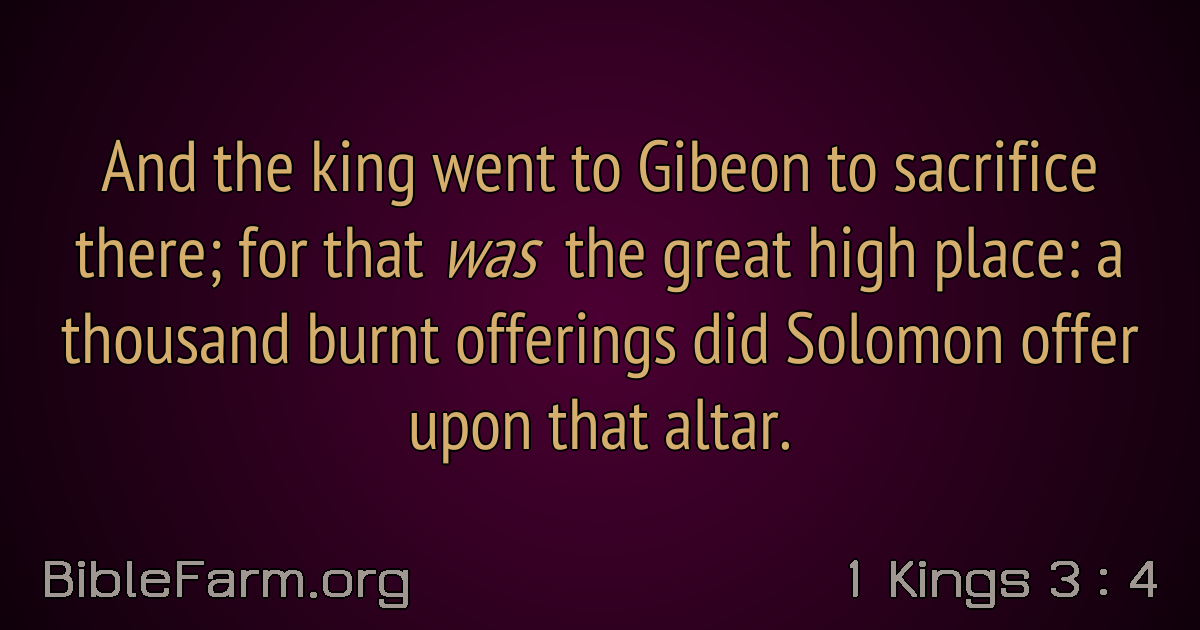 And the king went to Gibeon to sacrifice
there; for that was the great high place: a
thousand burnt offerings did Solomon offer
upon that altar.
BibleFarm.org
1 Kings 3 : 4